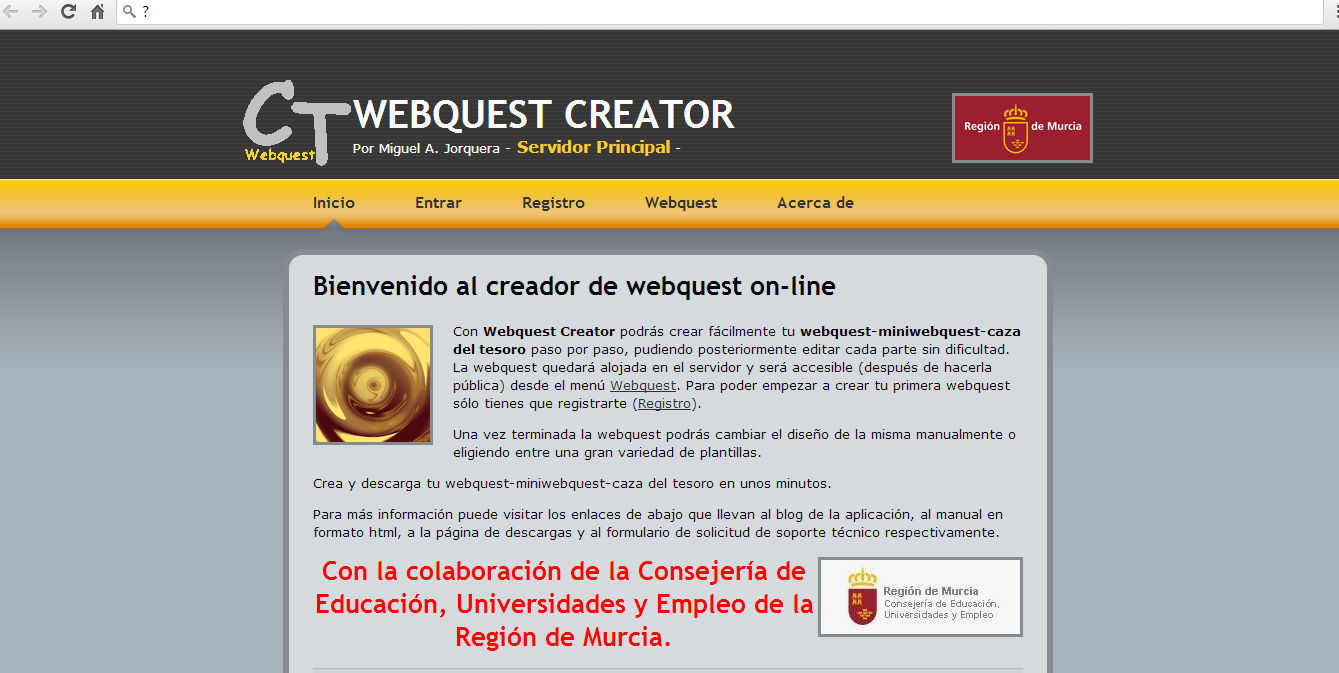 ?
CT
Webquest
WEBQUEST CREATOR
Por Miguel A. Jorquera - Servidor Principal -
Región de Murcia
Inicio Entrar Registro Webquest Acerca de
Bienvenido al creador de webquest on-line
Con Webquest Creator podrás crear fácilmente tu webquest-miniwebquest-caza
del tesoro paso por paso, pudiendo posteriormente editar cada parte sin dificultad.
La webquest quedará alojada en el servidor y será accesible (después de hacerla
pública) desde el menú Webquest. Para poder empezar a crear tu primera webquest
sólo tienes que registrarte (Registro).
Una vez terminada la webquest podrás cambiar el diseño de la misma manualmente o
eligiendo entre una gran variedad de plantillas.
Crea y descarga tu webquest-miniwebquest-caza del tesoro en unos minutos.
Para más información puede visitar los enlaces de abajo que llevan al blog de la aplicación, al manual en
formato html, a la página de descargas y al formulario de solicitud de soporte técnico respectivamente.
Con la colaboración de la Consejería de
Educación, Universidades y Empleo de la
Región de Murcia.
Región de Murcia
Consejería de Educación,
Universidades y Empleo